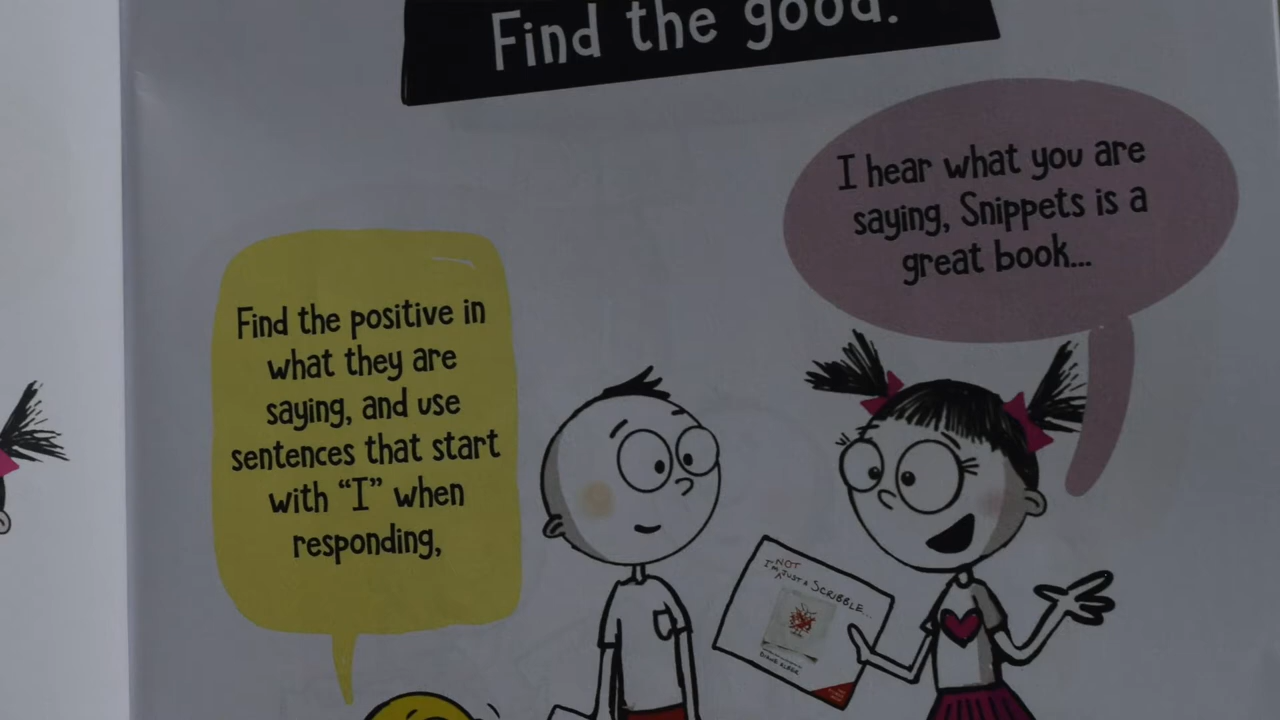 Find the good.
I hear what you are
saying, Snippets is a
great book...
Find the positive in
what they are
saying, and use
sentences that start
with “I” when
responding,
NOT
I'm JUST A SCRIBBLE...